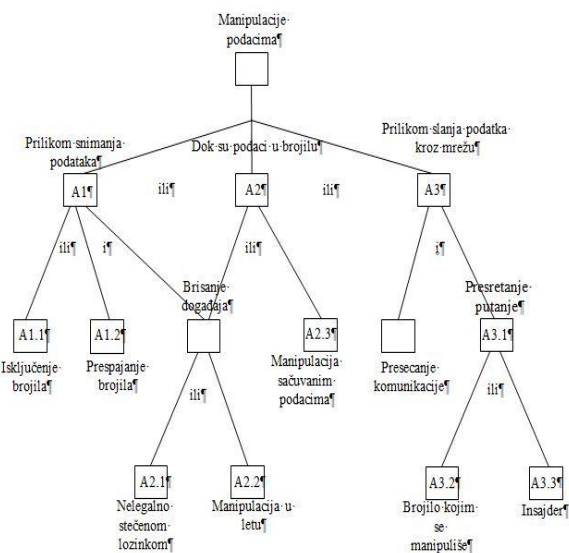 Manipulacije·
podacima¶
Prilikom·snimanja·
podataka¶
Dok·su·podaci·u·brojilu¶
Prilikom·slanja·podatka·
kroz·mrežu¶
A1¶
ili¶
A2¶
ili¶
A3¶
ili¶
i¶
ili¶
i¶
Brisanje·
događaja¶
Presretanje·
putanje¶
A1.1¶
A1.2¶
A2.3¶
A3.1¶
Isključenje·
brojila¶
Prespajanje·
brojila¶
Manipulacija·
sačuvanim·
podacima¶
Presecanje·
komunikacije¶
ili¶
ili¶
A2.1¶
A2.2¶
A3.2¶
A3.3¶
Nelegalno·
stečenom·
lozinkom¶
Manipulacija·u·
letu¶
Brojilo·kojim·
se·
manipuliše¶
Insajder¶